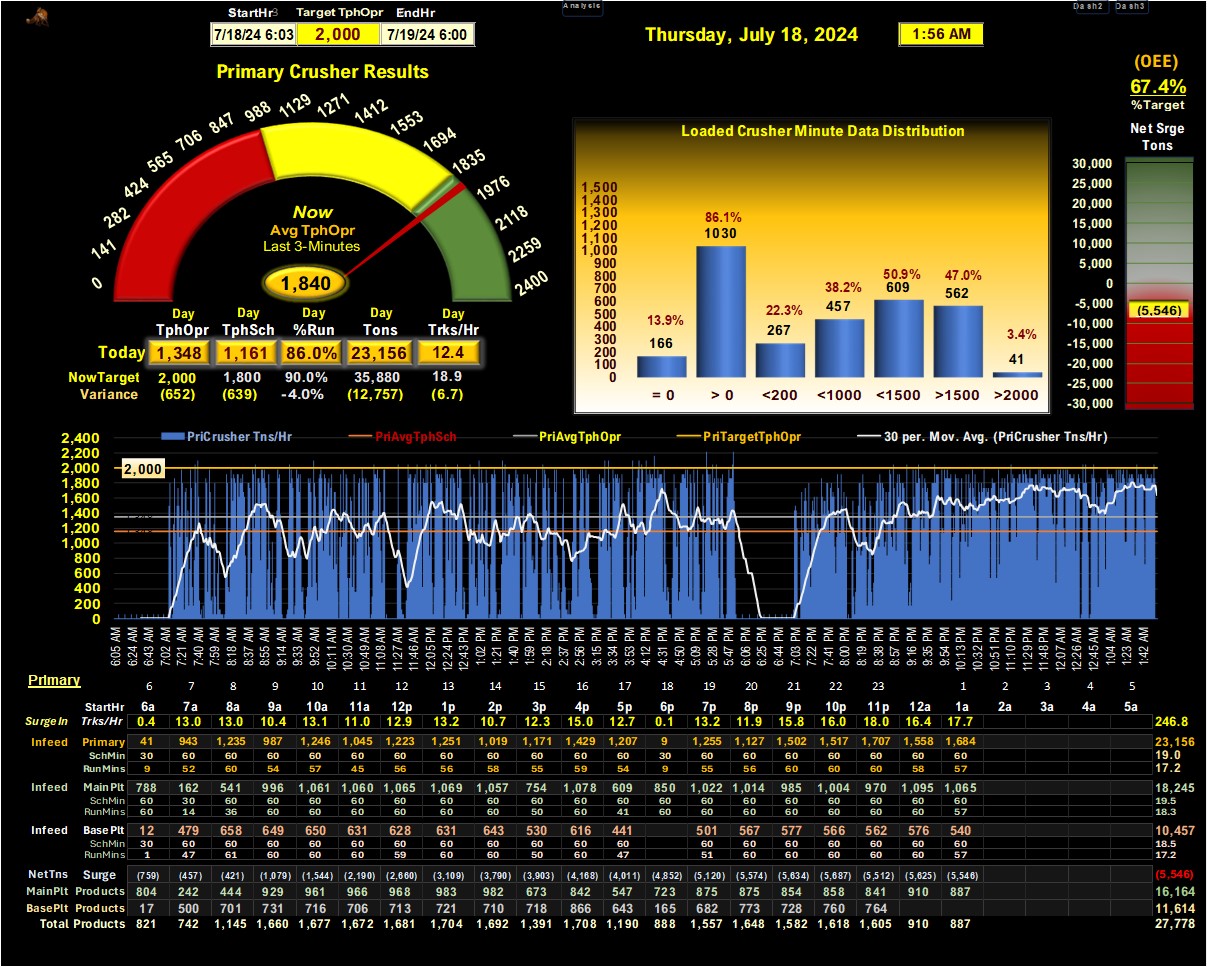 Analysis
Dash2 Dash3
StartHr3 Target TphOpr EndHr
7/18/24 6:03 2,000 7/19/24 6:00
Thursday, July 18, 2024 1:56 AM
(OEE)
67.4%
%Target
Primary Crusher Results
0 141 282 424 565 706 847 988 1129 1271 1412 1553 1694 1835 1976 2118 2259 2400
Now
Avg TphOpr
Last 3-Minutes
1,840
Day Day Day Day Day
TphOpr TphSch %Run Tons Trks/Hr
Today 1,348 1,161 86.0% 23,156 12.4
NowTarget 2,000 1,800 90.0% 35,880 18.9
Variance (652) (639) -4.0% (12,757) (6.7)
Loaded Crusher Minute Data Distribution
1,500
1,400
1,300
1,200
1,100
1,000
900
800
700
600
500
400
300
200
100
0
13.9% 86.1% 22.3% 38.2% 50.9% 47.0% 3.4%
166 1030 267 457 609 562 41
= 0 > 0 <200 <1000 <1500 >1500 >2000
Net Srge
Tons
30,000
25,000
20,000
15,000
10,000
5,000
0
-5,000
(5,546)
-10,000
-15,000
-20,000
-25,000
-30,000
PriCrusher Tns/Hr PriAvgTphSch PriAvgTphOpr PriTargetTphOpr 30 per. Mov. Avg. (PriCrusher Tns/Hr)
2,400
2,200
2,000 2,000
1,800
1,600
1,400
1,200
1,000
800
600
400
200
0
6:05 AM 6:24 AM 6:43 AM 7:02 AM 7:21 AM 7:40 AM 7:59 AM 8:18 AM 8:37 AM 8:55 AM 9:14 AM 9:33 AM 9:52 AM 10:11 AM 10:30 AM 10:49 AM 11:08 AM 11:27 AM 11:46 AM 12:05 PM 12:24 PM 12:43 PM 1:02 PM 1:21 PM 1:40 PM 1:59 PM 2:18 PM 2:37 PM 2:56 PM 3:15 PM 3:34 PM 3:53 PM 4:12 PM 4:31 PM 4:50 PM 5:09 PM 5:28 PM 5:47 PM 6:06 PM 6:25 PM 6:44 PM 7:03 PM 7:22 PM 7:41 PM 8:00 PM 8:19 PM 8:38 PM 8:57 PM 9:16 PM 9:35 PM 9:54 PM 10:13 PM 10:32 PM 10:51 PM 11:10 PM 11:29 PM 11:48 PM 12:07 AM 12:26 AM 12:45 AM 1:04 AM 1:23 AM 1:42 AM
Primary 6 7 8 9 10 11 12 13 14 15 16 17 18 19 20 21 22 23 1 2 3 4 5
StartHr 6a 7a 8a 9a 10a 11a 12p 1p 2p 3p 4p 5p 6p 7p 8p 9p 10p 11p 12a 1a 2a 3a 4a 5a
SurgeIn Trks/Hr 0.4 13.0 13.0 10.4 13.1 11.0 12.9 13.2 10.7 12.3 15.0 12.7 0.1 13.2 11.9 15.8 16.0 18.0 16.4 17.7 246.8
Infeed Primary 41 943 1,235 987 1,246 1,045 1,223 1,251 1,019 1,171 1,429 1,207 9 1,255 1,127 1,502 1,517 1,707 1,558 1,684 23,156
SchMin 30 60 60 60 60 60 60 60 60 60 60 60 30 60 60 60 60 60 60 60 19.0
RunMins 9 52 60 54 57 45 56 56 58 55 59 54 9 55 56 60 60 60 58 57 17.2
Infeed MainPlt 788 162 541 996 1,061 1,060 1,065 1,069 1,057 754 1,078 609 850 1,022 1,014 985 1,004 970 1,095 1,065 18,245
SchMin 60 30 60 60 60 60 60 60 60 60 60 60 60 60 60 60 60 60 60 60 19.5
RunMins 60 14 36 60 60 60 60 60 60 50 60 41 60 60 60 60 60 60 60 57 18.3
Infeed BasePlt 12 479 658 649 650 631 628 631 643 530 616 441 501 567 577 566 562 576 540 10,457
SchMin 30 60 60 60 60 60 60 60 60 60 60 60 60 60 60 60 60 60 60 18.5
RunMins 1 47 61 60 60 60 59 60 60 50 60 47 51 60 60 60 60 60 57 17.2
NetTns Surge (759) (457) (421) (1,079) (1,544) (2,190) (2,660) (3,109) (3,790) (3,903) (4,168) (4,011) (4,852) (5,120) (5,574) (5,634) (5,687) (5,512) (5,625) (5,546) (5,546)
MainPlt Products 804 242 444 929 961 966 968 983 982 673 842 547 723 875 875 854 858 841 910 887 16,164
BasePlt Products 17 500 701 731 716 706 713 721 710 718 866 643 165 682 773 728 760 764 11,614
Total Products 821 742 1,145 1,660 1,677 1,672 1,681 1,704 1,692 1,391 1,708 1,190 888 1,557 1,648 1,582 1,618 1,605 910 887 27,778